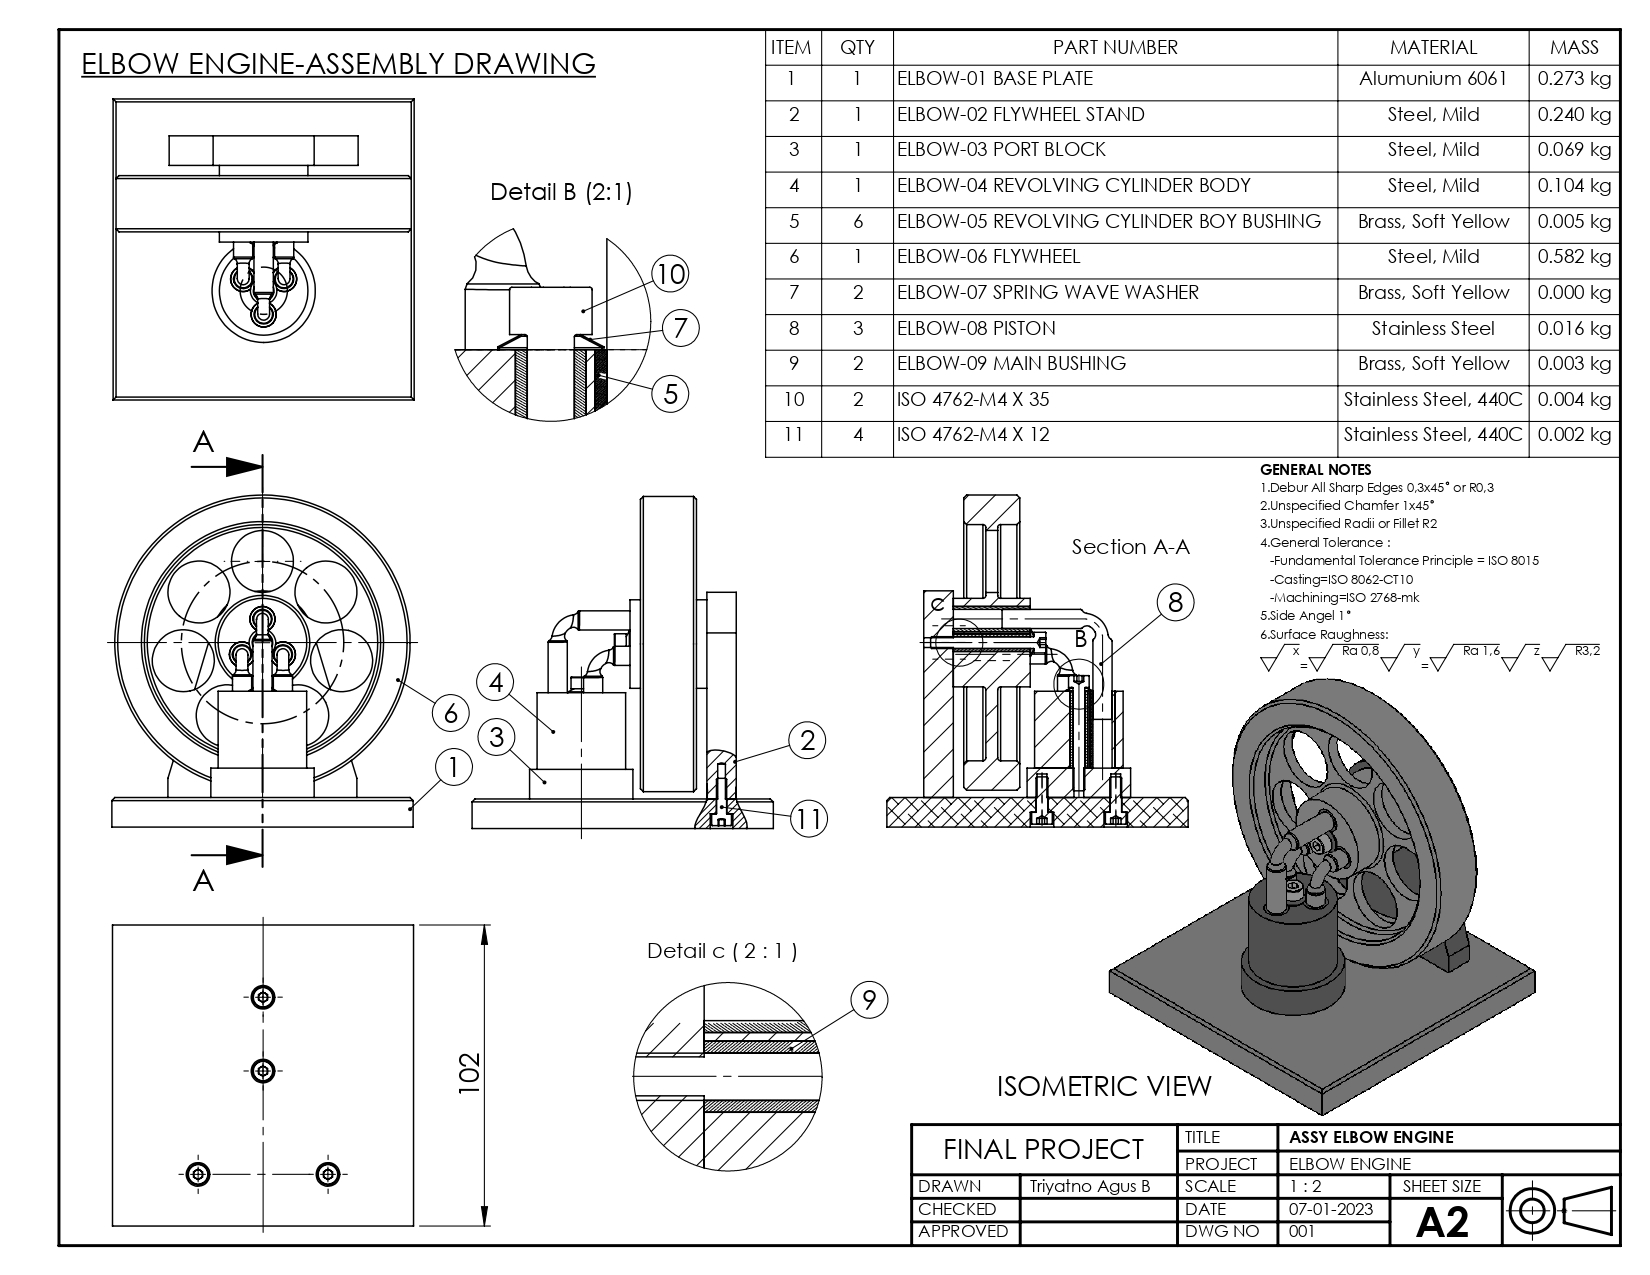 ELBOW ENGINE-ASSEMBLY DRAWING
ITEM QTY PART NUMBER MATERIAL MASS
1 1 ELBOW-01 BASE PLATE Alumunium 6061 0.273 kg
2 1 ELBOW-02 FLYWHEEL STAND Steel, Mild 0.240 kg
3 1 ELBOW-03 PORT BLOCK Steel, Mild 0.069 kg
4 1 ELBOW-04 REVOLVING CYLINDER BODY Steel, Mild 0.104 kg
5 6 ELBOW-05 REVOLVING CYLINDER BOY BUSHING Brass, Soft Yellow 0.005 kg
6 1 ELBOW-06 FLYWHEEL Steel, Mild 0.582 kg
7 2 ELBOW-07 SPRING WAVE WASHER Brass, Soft Yellow 0.000 kg
8 3 ELBOW-08 PISTON Stainless Steel 0.016 kg
9 2 ELBOW-09 MAIN BUSHING Brass, Soft Yellow 0.003 kg
10 2 ISO 4762-M4 X 35 Stainless Steel, 440C 0.004 kg
11 4 ISO 4762-M4 X 12 Stainless Steel, 440C 0.002 kg
Detail B (2:1)
10
7
5
GENERAL NOTES
1.Debur All Sharp Edges 0,3x45° or R0,3
2.Unspecified Chamfer 1x45°
3.Unspecified Radii or Fillet R2
4.General Tolerance :
-Fundamental Tolerance Principle = ISO 8015
-Casting=ISO 8062-CT10
-Machining=ISO 2768-mk
5.Side Angel 1°
6.Surface Raughness:
x = Ra 0,8 y = Ra 1,6 z R3,2
A
6
1
A
4
3
2
11
Section A-A
C
B
8
102
Detail c ( 2 : 1 )
9
ISOMETRIC VIEW
FINAL PROJECT
TITLE ASSY ELBOW ENGINE
PROJECT ELBOW ENGINE
DRAWN Triyatno Agus B SCALE 1 : 2 SHEET SIZE
CHECKED DATE 07-01-2023 A2
APPROVED DWG NO 001